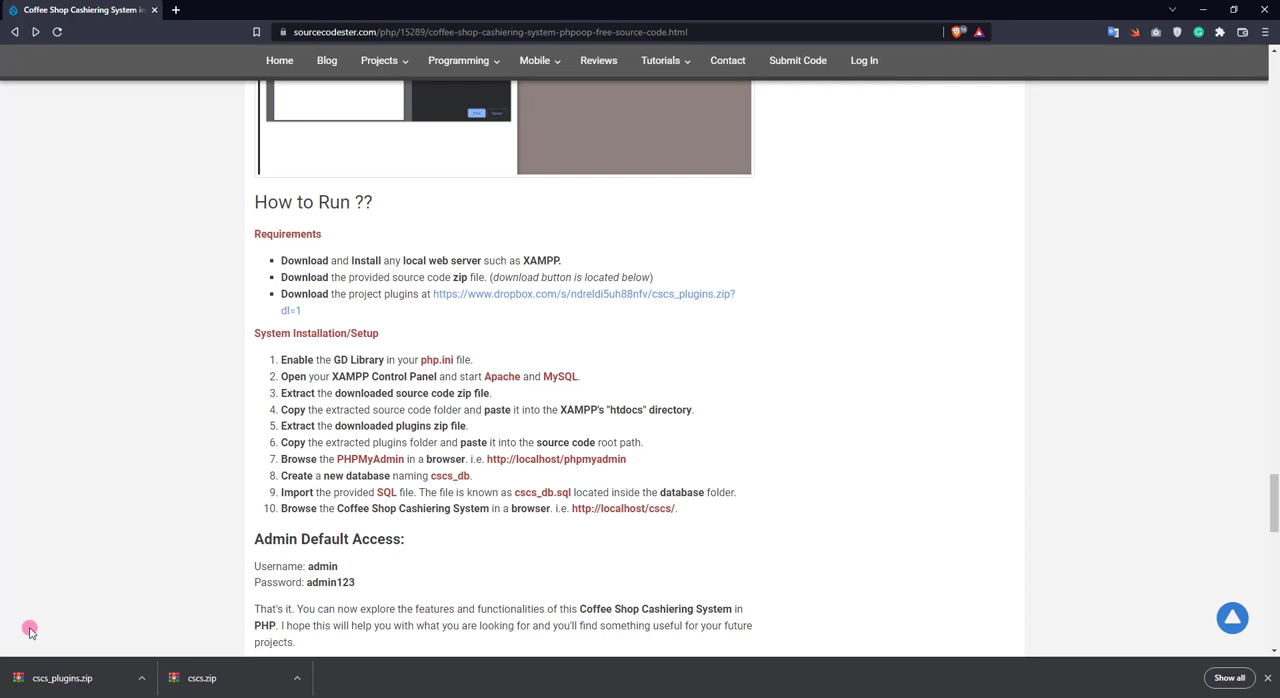 Coffee Shop Cashiering System in
sourcecodester.com/php/15289/coffee-shop-cashiering-system-phpoop-free-source-code.html
Home Blog Projects Programming Mobile Reviews Tutorials Contact Submit Code Log In
How to Run ??
Requirements
Download and Install any local web server such as XAMPP.
Download the provided source code zip file. (download button is located below)
Download the project plugins at https://www.dropbox.com/s/ndreldi5uh88nfv/cscs_plugins.zip?
dl=1
System Installation/Setup
1. Enable the GD Library in your php.ini file.
2. Open your XAMPP Control Panel and start Apache and MySQL.
3. Extract the downloaded source code zip file.
4. Copy the extracted source code folder and paste it into the XAMPP's "htdocs" directory.
5. Extract the downloaded plugins zip file.
6. Copy the extracted plugins folder and paste it into the source code root path.
7. Browse the PHPMyAdmin in a browser. i.e. http://localhost/phpmyadmin
8. Create a new database naming cscs_db.
9. Import the provided SQL file. The file is known as cscs_db.sql located inside the database folder.
10. Browse the Coffee Shop Cashiering System in a browser. i.e. http://localhost/cscs/.
Admin Default Access:
Username: admin
Password: admin123
That's it. You can now explore the features and functionalities of this Coffee Shop Cashiering System in
PHP. I hope this will help you with what you are looking for and you'll find something useful for your future
projects.
cscs_plugins.zip cscs.zip Show all